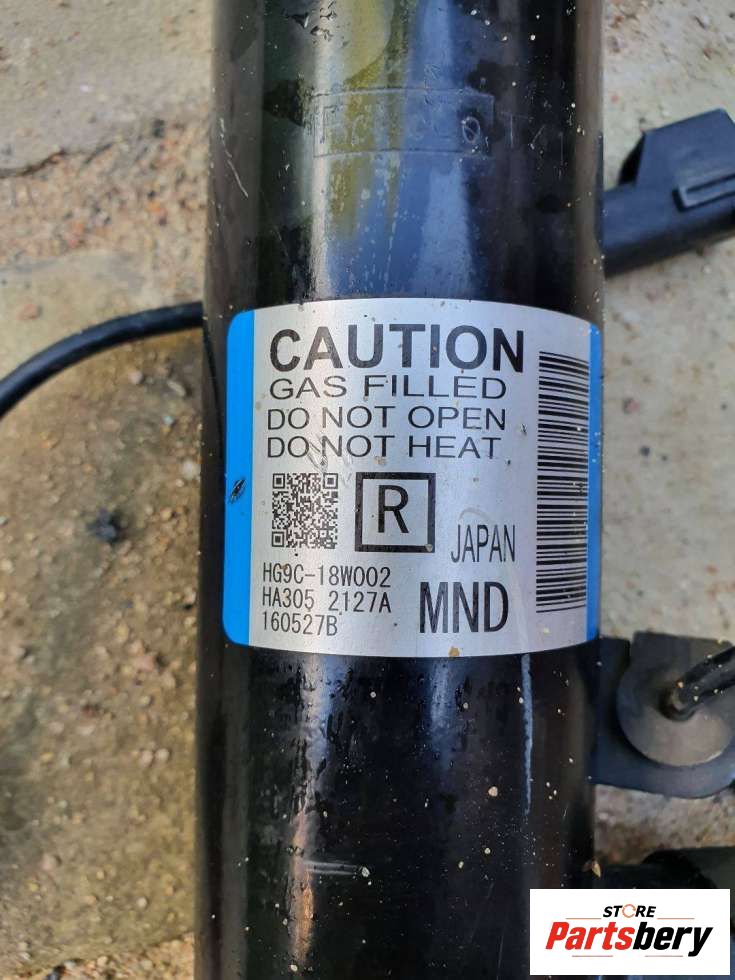 CAUTION
GAS FILLED
DO NOT OPEN
DO NOT HEAT
R
JAPAN
HG9C-18W002
HA305 2127A
160527B
MND
STORE
Partsbery